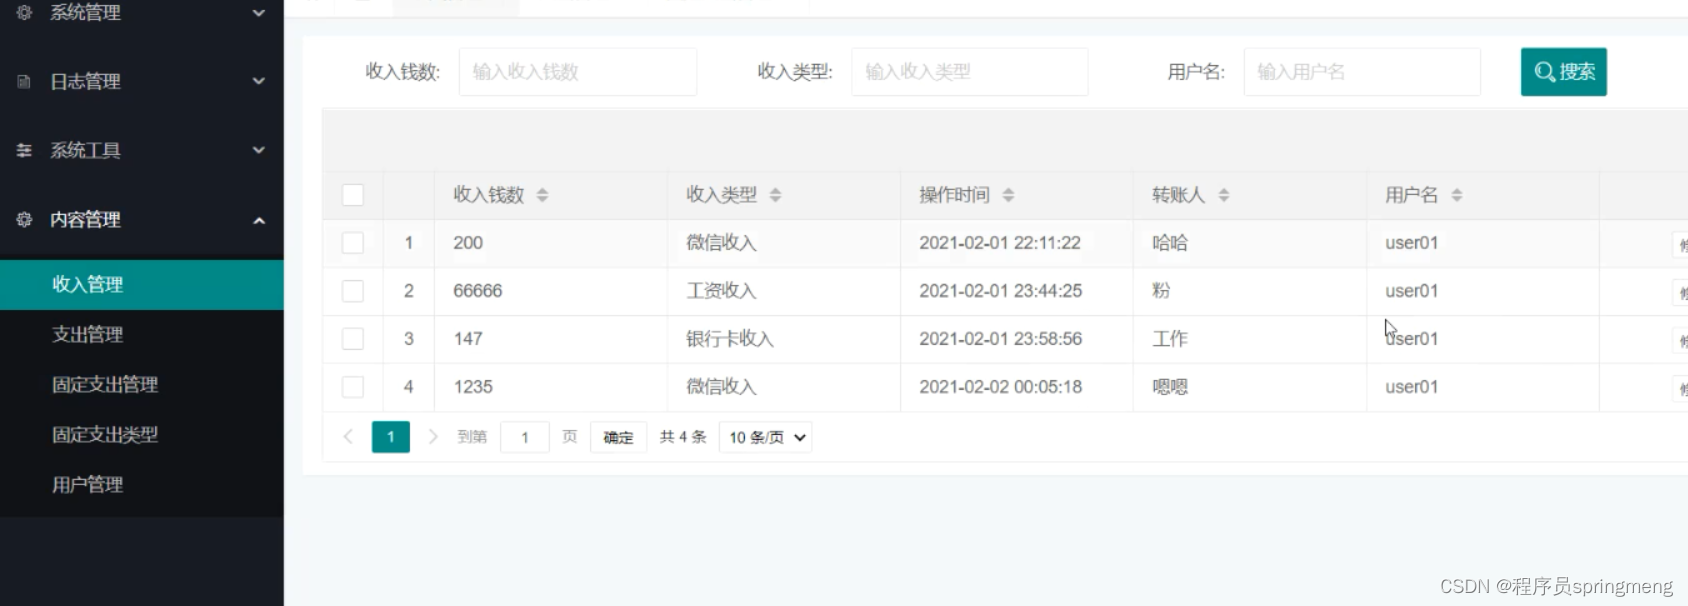 系统管理
日志管理
系统工具
内容管理
收入管理
支出管理
固定支出管理
固定支出类型
用户管理
收入钱数: 输入收入钱数 收入类型: 输入收入类型 用户名: 输入用户名 搜索
收入钱数 收入类型 操作时间 转账人 用户名
1 200 微信收入 2021-02-01 22:11:22 哈哈 user01
2 66666 工资收入 2021-02-01 23:44:25 粉 user01
3 147 银行卡收入 2021-02-01 23:58:56 工作 user01
4 1235 微信收入 2021-02-02 00:05:18 嗯嗯 user01
1 到第 1 页 确定 共 4 条 10 条/页
CSDN @程序员springmeng